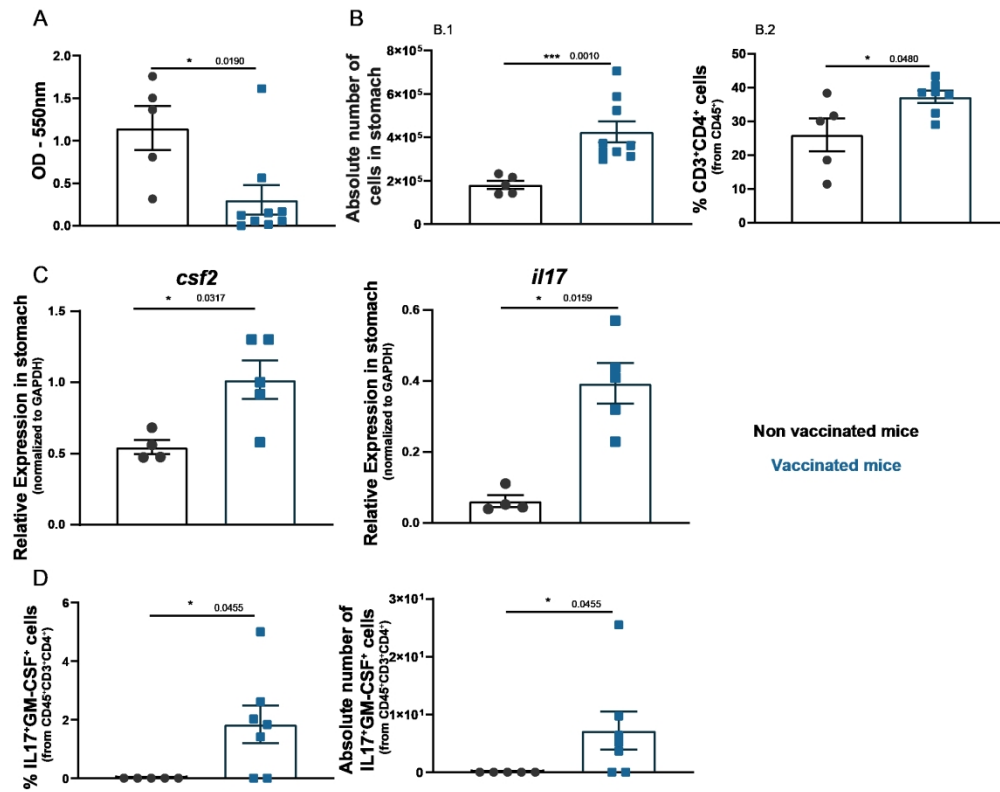 A
OD - 550nm
2.0
1.5
1.0
0.5
0.0
* 0.0190
B
B.1
Absolute number of
cells in stomach
8×10⁵
6×10⁵
4×10⁵
2×10⁵
0
*** 0.0010
B.2
% CD3⁺CD4⁺ cells
(from CD45⁺)
50
40
30
20
10
0
* 0.0480
C
csf2
Relative Expression in stomach
(normalized to GAPDH)
1.5
1.0
0.5
0.0
* 0.0317
il17
Relative Expression in stomach
(normalized to GAPDH)
0.6
0.4
0.2
0.0
* 0.0159
Non vaccinated mice
Vaccinated mice
D
% IL17⁺GM-CSF⁺ cells
(from CD45⁺CD3⁺CD4⁺)
6
4
2
0
* 0.0455
Absolute number of
IL17⁺GM-CSF⁺ cells
(from CD45⁺CD3⁺CD4⁺)
3×10¹
2×10¹
1×10¹
0
* 0.0455